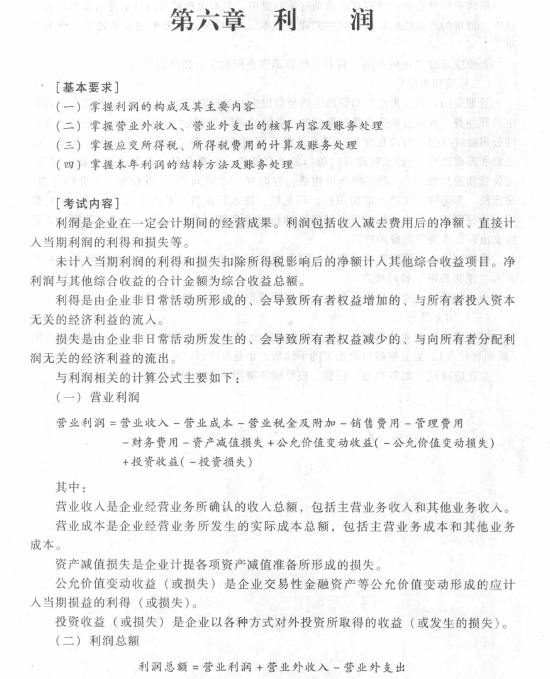 第六章 利 润
[基本要求]
(一) 掌握利润的构成及其主要内容
(二) 掌握营业外收入、营业外支出的核算内容及账务处理
(三) 掌握应交所得税、所得税费用的计算及账务处理
(四) 掌握本年利润的结转方法及账务处理
[考试内容]
利润是企业在一定会计期间的经营成果。利润包括收入减去费用后的净额、直接计
入当期利润的利得和损失等。
未计入当期利润的利得和损失扣除所得税影响后的净额计入其他综合收益项目。净
利润与其他综合收益的合计金额为综合收益总额。
利得是由企业非日常活动所形成的、会导致所有者权益增加的、与所有者投入资本
无关的经济利益的流入。
损失是由企业非日常活动所发生的、会导致所有者权益减少的、与向所有者分配利
润无关的经济利益的流出。
与利润相关的计算公式主要如下：
(一) 营业利润
营业利润=营业收入-营业成本-营业税金及附加-销售费用-管理费用
-财务费用-资产减值损失+公允价值变动收益(-公允价值变动损失)
+投资收益(-投资损失)
其中：
营业收入是企业经营业务所确认的收入总额，包括主营业务收入和其他业务收入。
营业成本是企业经营业务所发生的实际成本总额，包括主营业务成本和其他业务
成本。
资产减值损失是企业计提各项资产减值准备所形成的损失。
公允价值变动收益（或损失）是企业交易性金融资产等公允价值变动形成的应计
入当期损益的利得（或损失）。
投资收益（或损失）是企业以各种方式对外投资所取得的收益（或发生的损失）。
(二) 利润总额
利润总额=营业利润+营业外收入-营业外支出